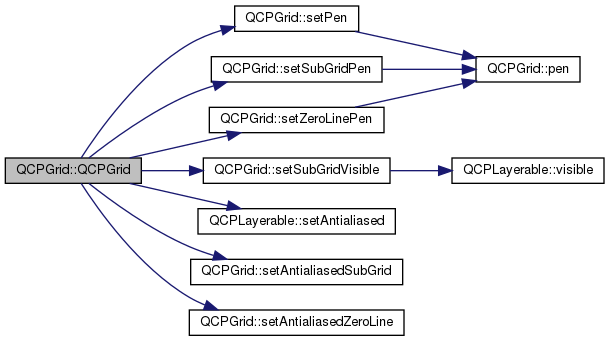 QCPGrid::QCPGrid
QCPGrid::setPen
QCPGrid::setSubGridPen
QCPGrid::setZeroLinePen
QCPGrid::pen
QCPGrid::setSubGridVisible
QCPLayerable::visible
QCPLayerable::setAntialiased
QCPGrid::setAntialiasedSubGrid
QCPGrid::setAntialiasedZeroLine